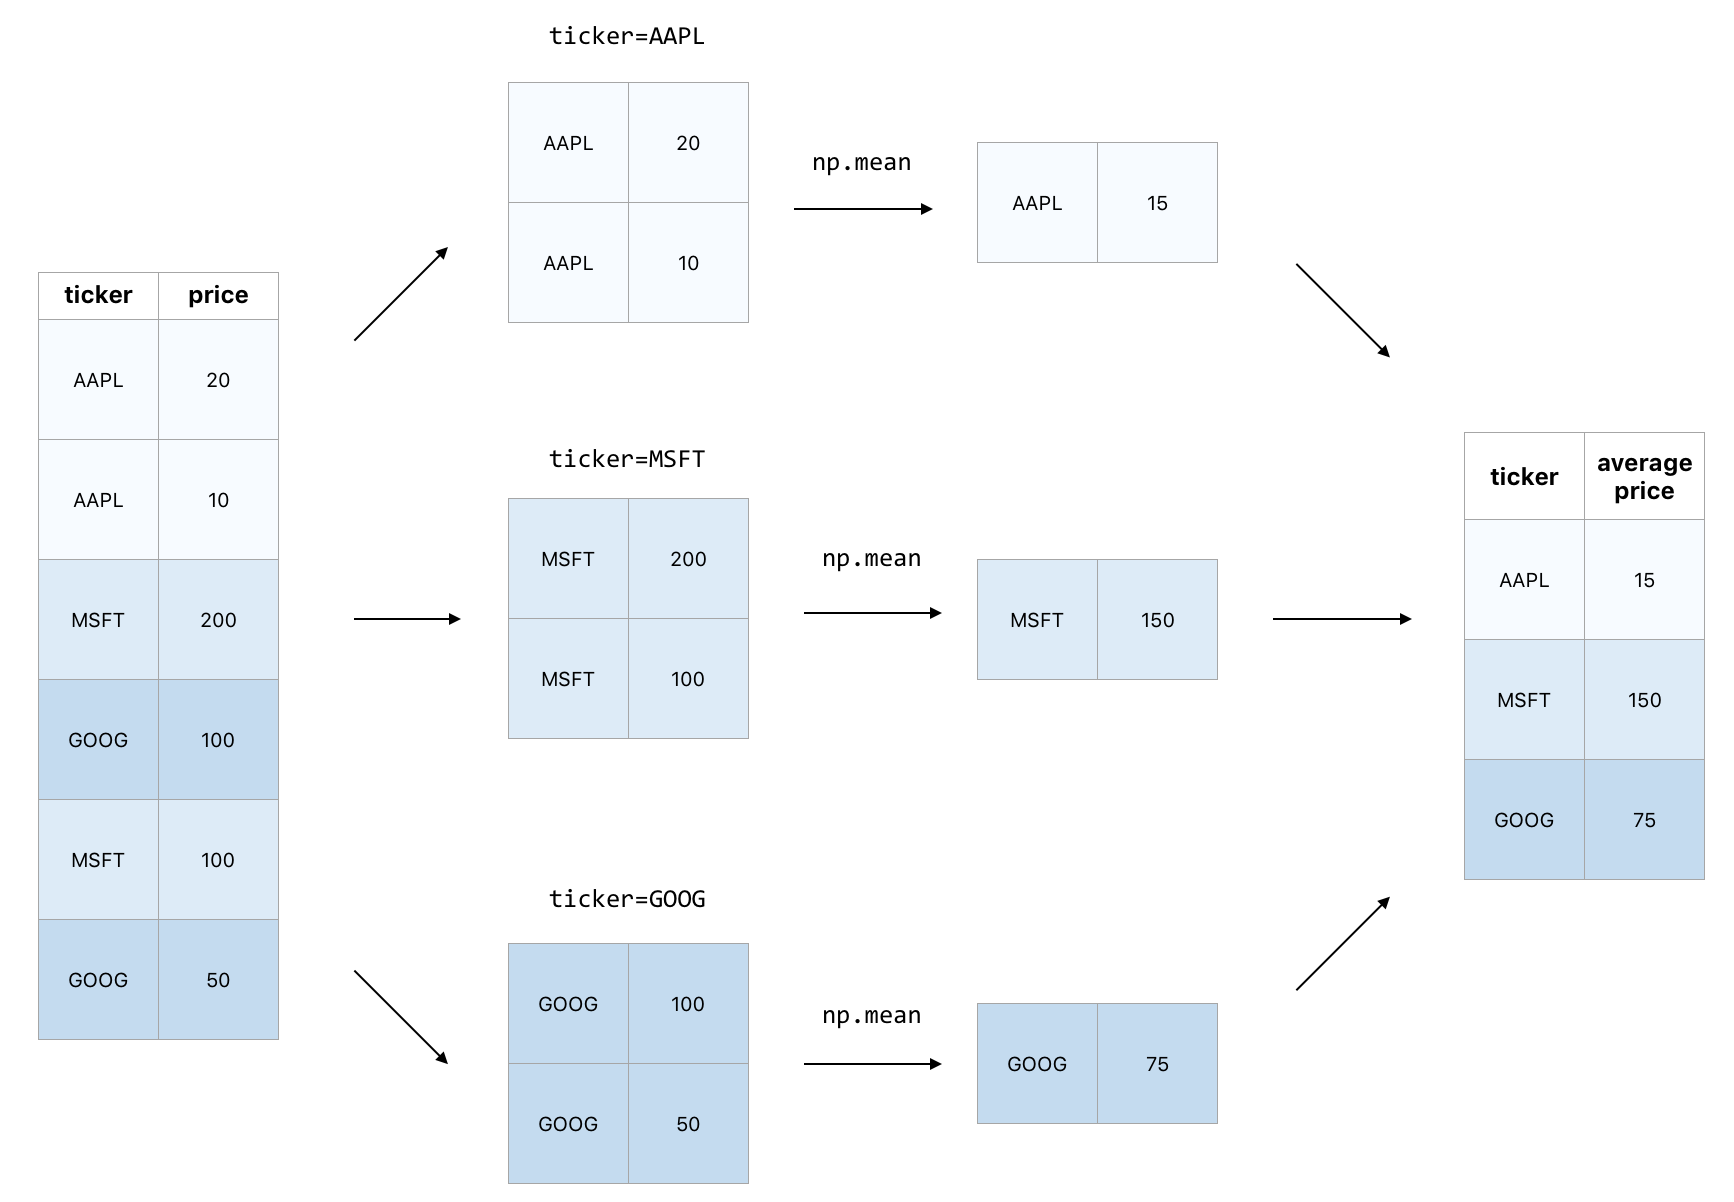 ticker price
AAPL 20
AAPL 10
MSFT 200
GOOG 100
MSFT 100
GOOG 50
ticker=AAPL
AAPL 20
AAPL 10
np.mean
AAPL 15
ticker=MSFT
MSFT 200
MSFT 100
np.mean
MSFT 150
ticker=GOOG
GOOG 100
GOOG 50
np.mean
GOOG 75
ticker average
price
AAPL 15
MSFT 150
GOOG 75